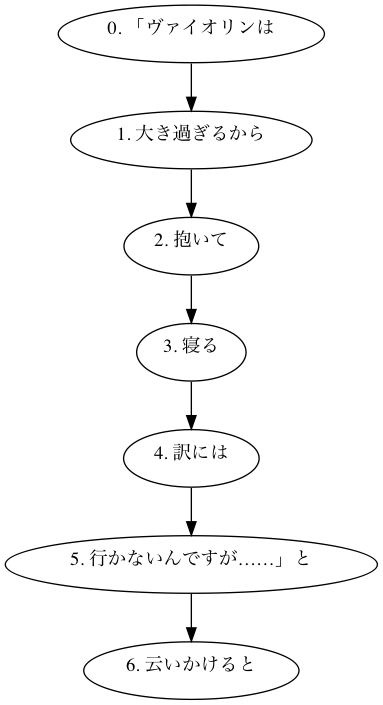 0. 「ヴァイオリンは
1. 大き過ぎるから
2. 抱いて
3. 寝る
4. 訳には
5. 行かないんですが……」と
6. 云いかけると